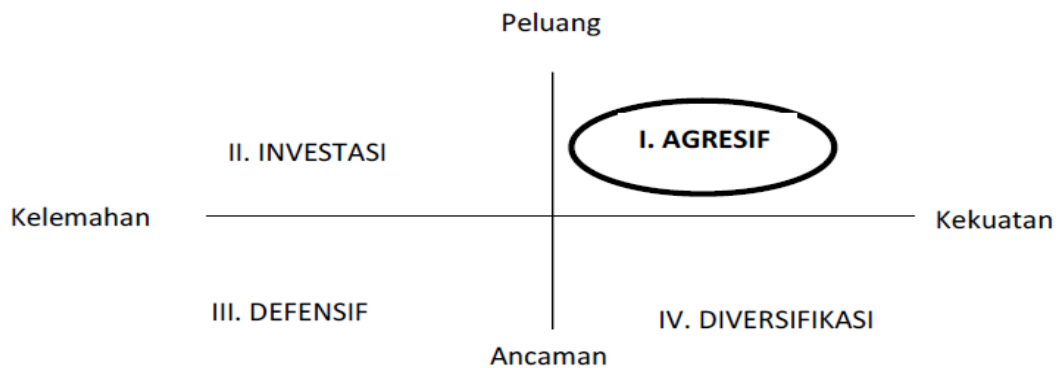 Peluang
I. AGRESIF
II. INVESTASI
Kelemahan
Kekuatan
III. DEFENSIF
IV. DIVERSIFIKASI
Ancaman